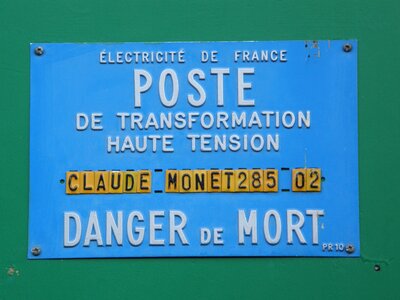 ÉLECTRICITÉ DE FRANCE
POSTE
DE TRANSFORMATION
HAUTE TENSION
CLAUDE MONET285 02
DANGER DE MORT
PR10